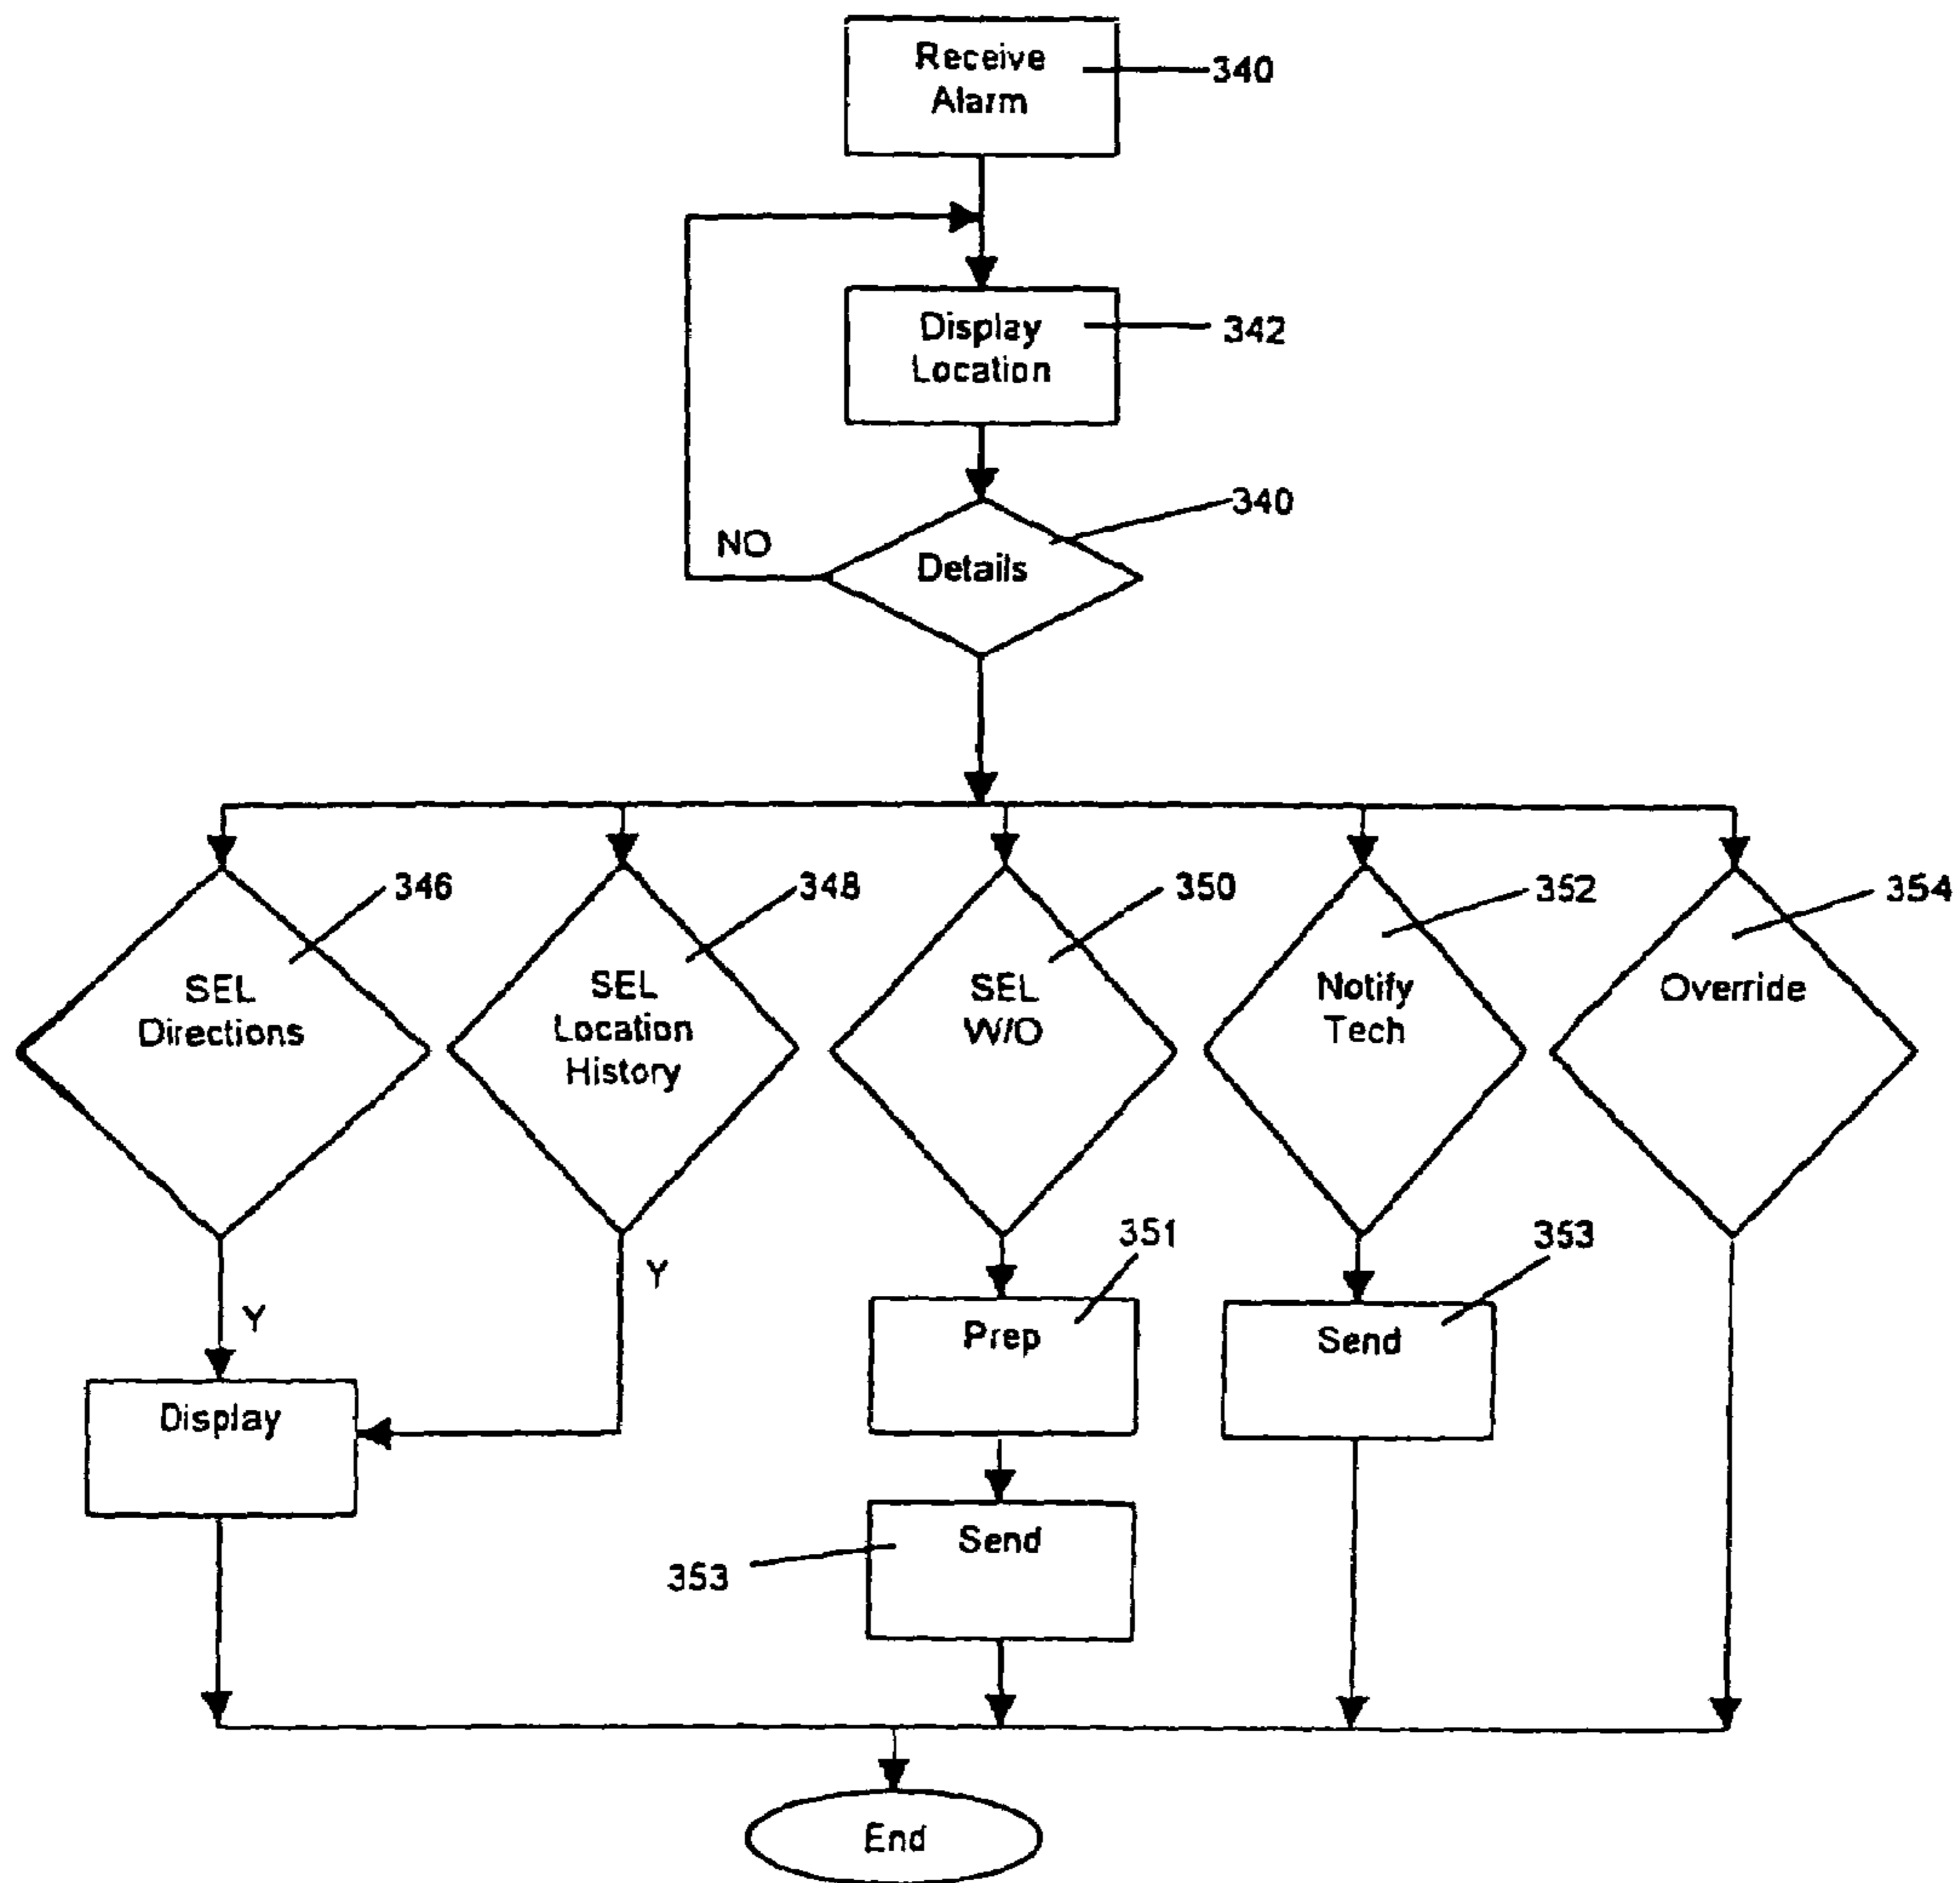 Receive
Alarm
340
Display
Location
342
340
NO
Details
346
348
350
352
354
SEL
Directions
SEL
Location
History
SEL
W/O
Notify
Tech
Override
Y
Y
351
353
Display
Prep
Send
353
Send
End